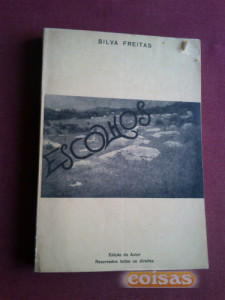 SILVA FREITAS
ESCOLHOS
Edição do Autor
Reservados todos os direitos
coisas